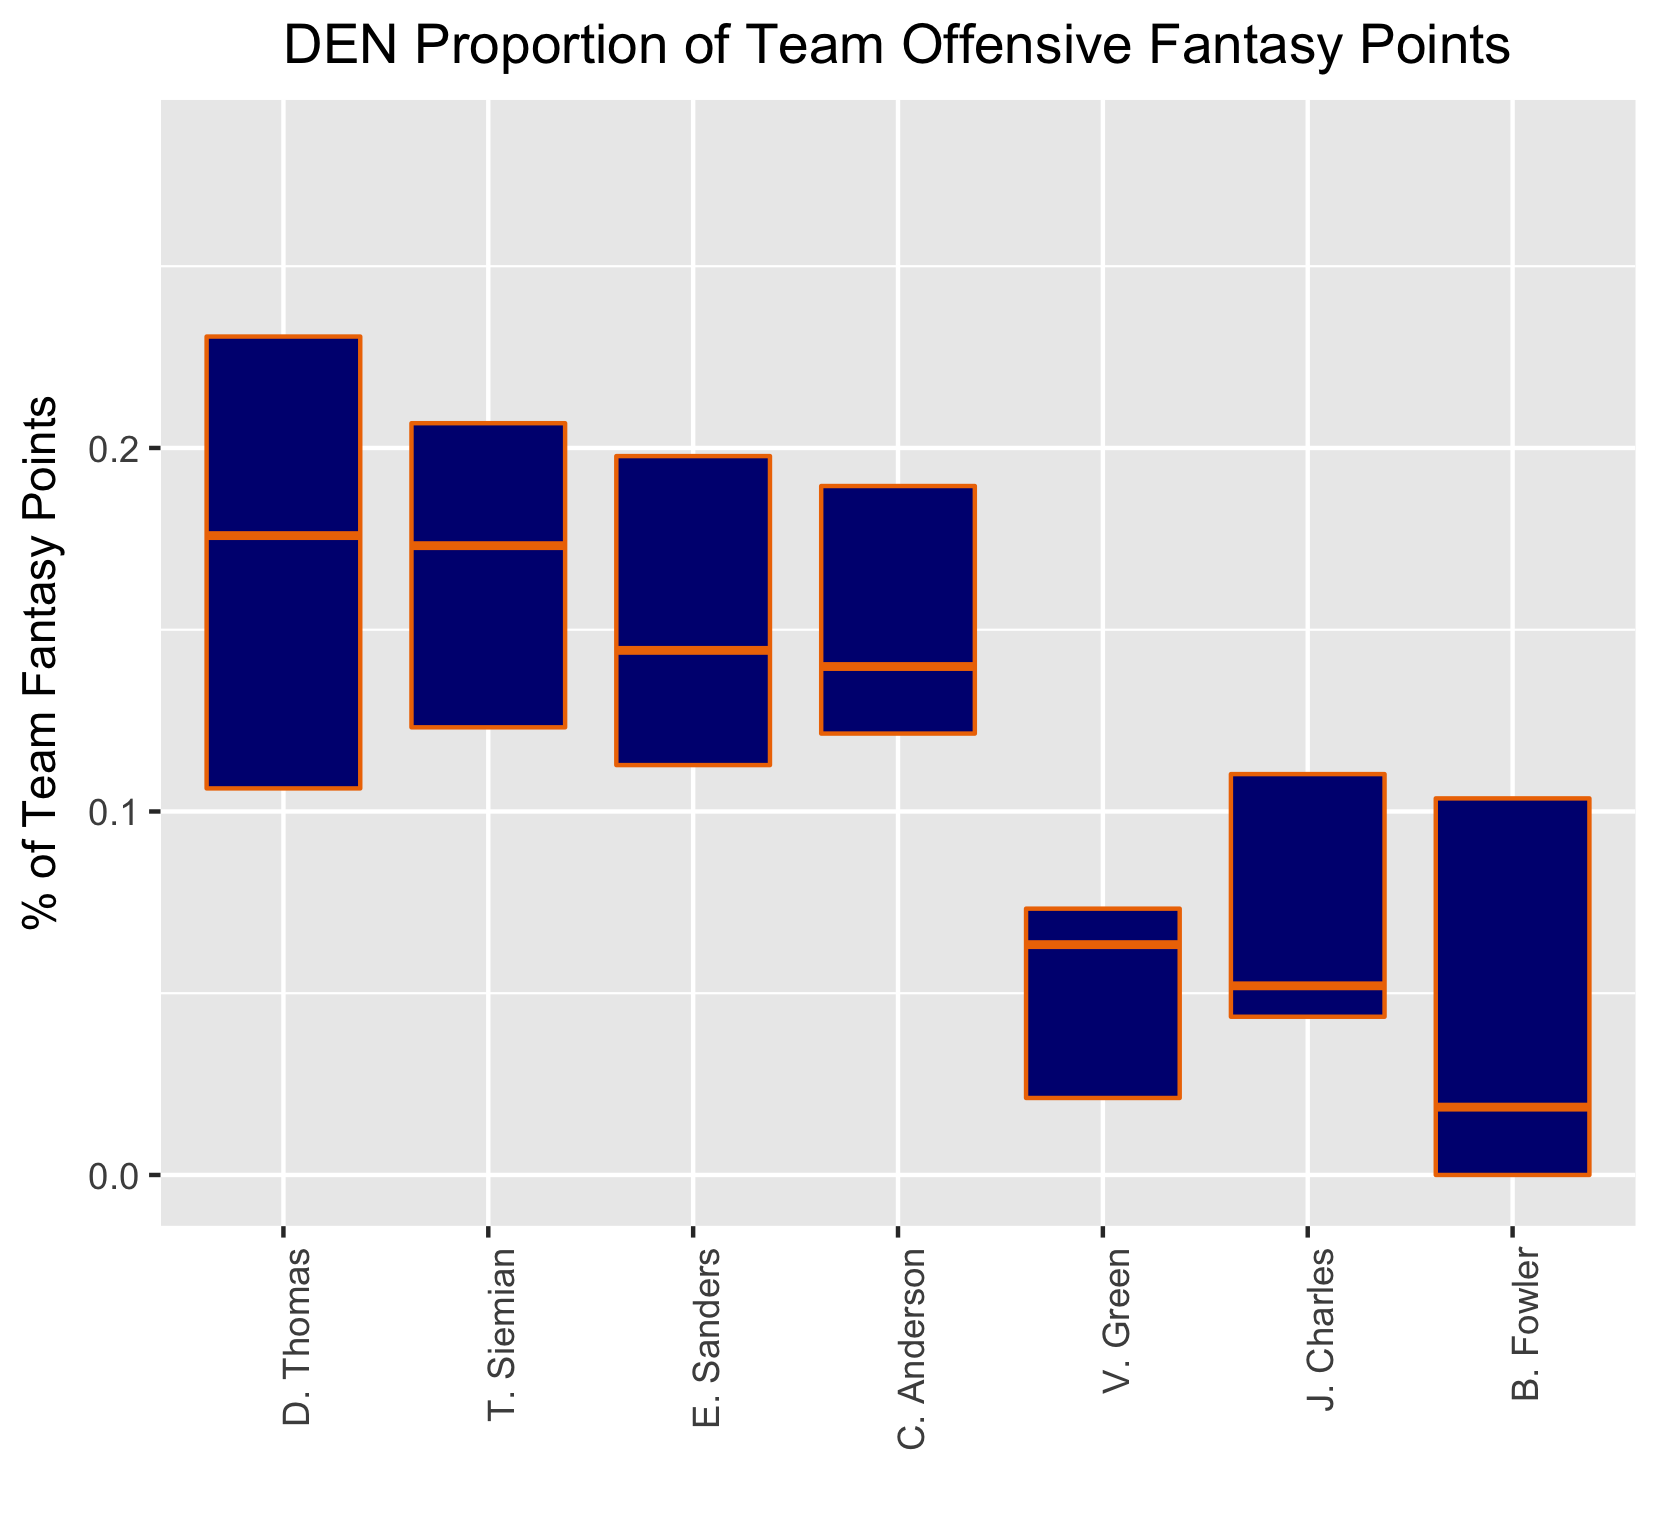 DEN Proportion of Team Offensive Fantasy Points
% of Team Fantasy Points
0.2
0.1
0.0
D. Thomas
T. Siemian
E. Sanders
C. Anderson
V. Green
J. Charles
B. Fowler